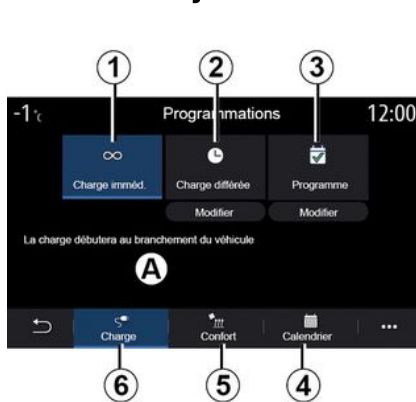 1 2 3
-1°c Programmations 12:00
Charge imméd. Charge différée Programme
Modifier Modifier
La charge débutera au branchement du véhicule
A
Charge Confort Calendrier
6 5 4